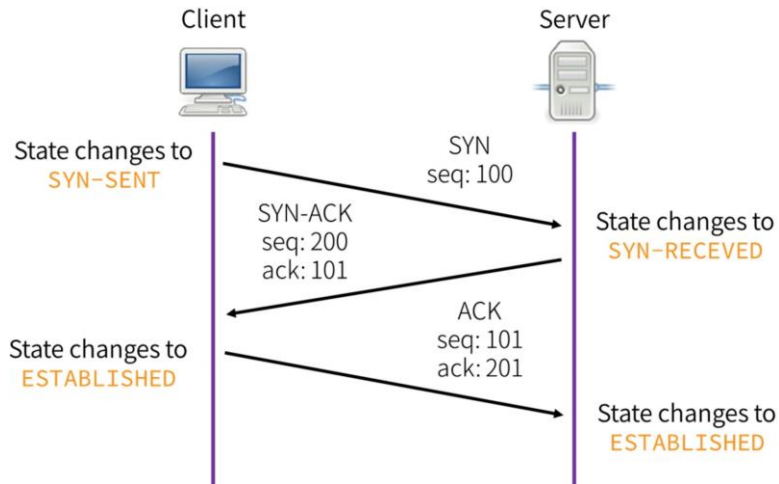 Client
Server
State changes to
SYN-SENT
SYN
seq: 100
SYN-ACK
seq: 200
ack: 101
State changes to
SYN-RECEVED
State changes to
ESTABLISHED
ACK
seq: 101
ack: 201
State changes to
ESTABLISHED